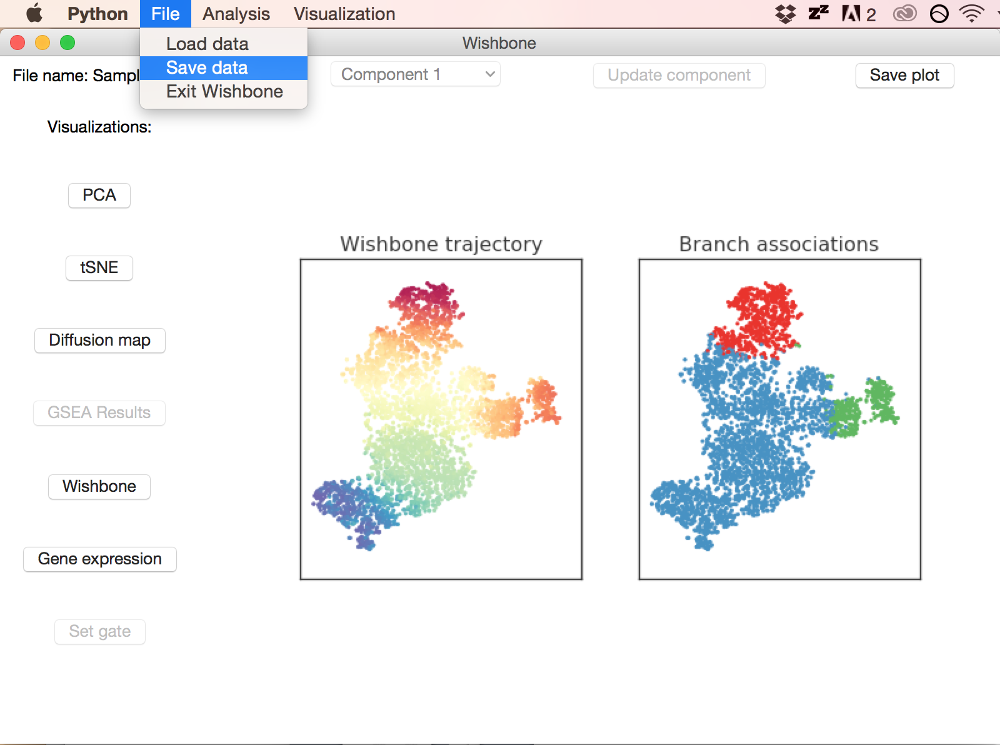 Python File Analysis Visualization 2
Load data
Save data
Exit Wishbone
Wishbone
File name: Sampl
Component 1
Update component
Save plot
Visualizations:
PCA
tSNE
Diffusion map
GSEA Results
Wishbone
Gene expression
Set gate
Wishbone trajectory
Branch associations